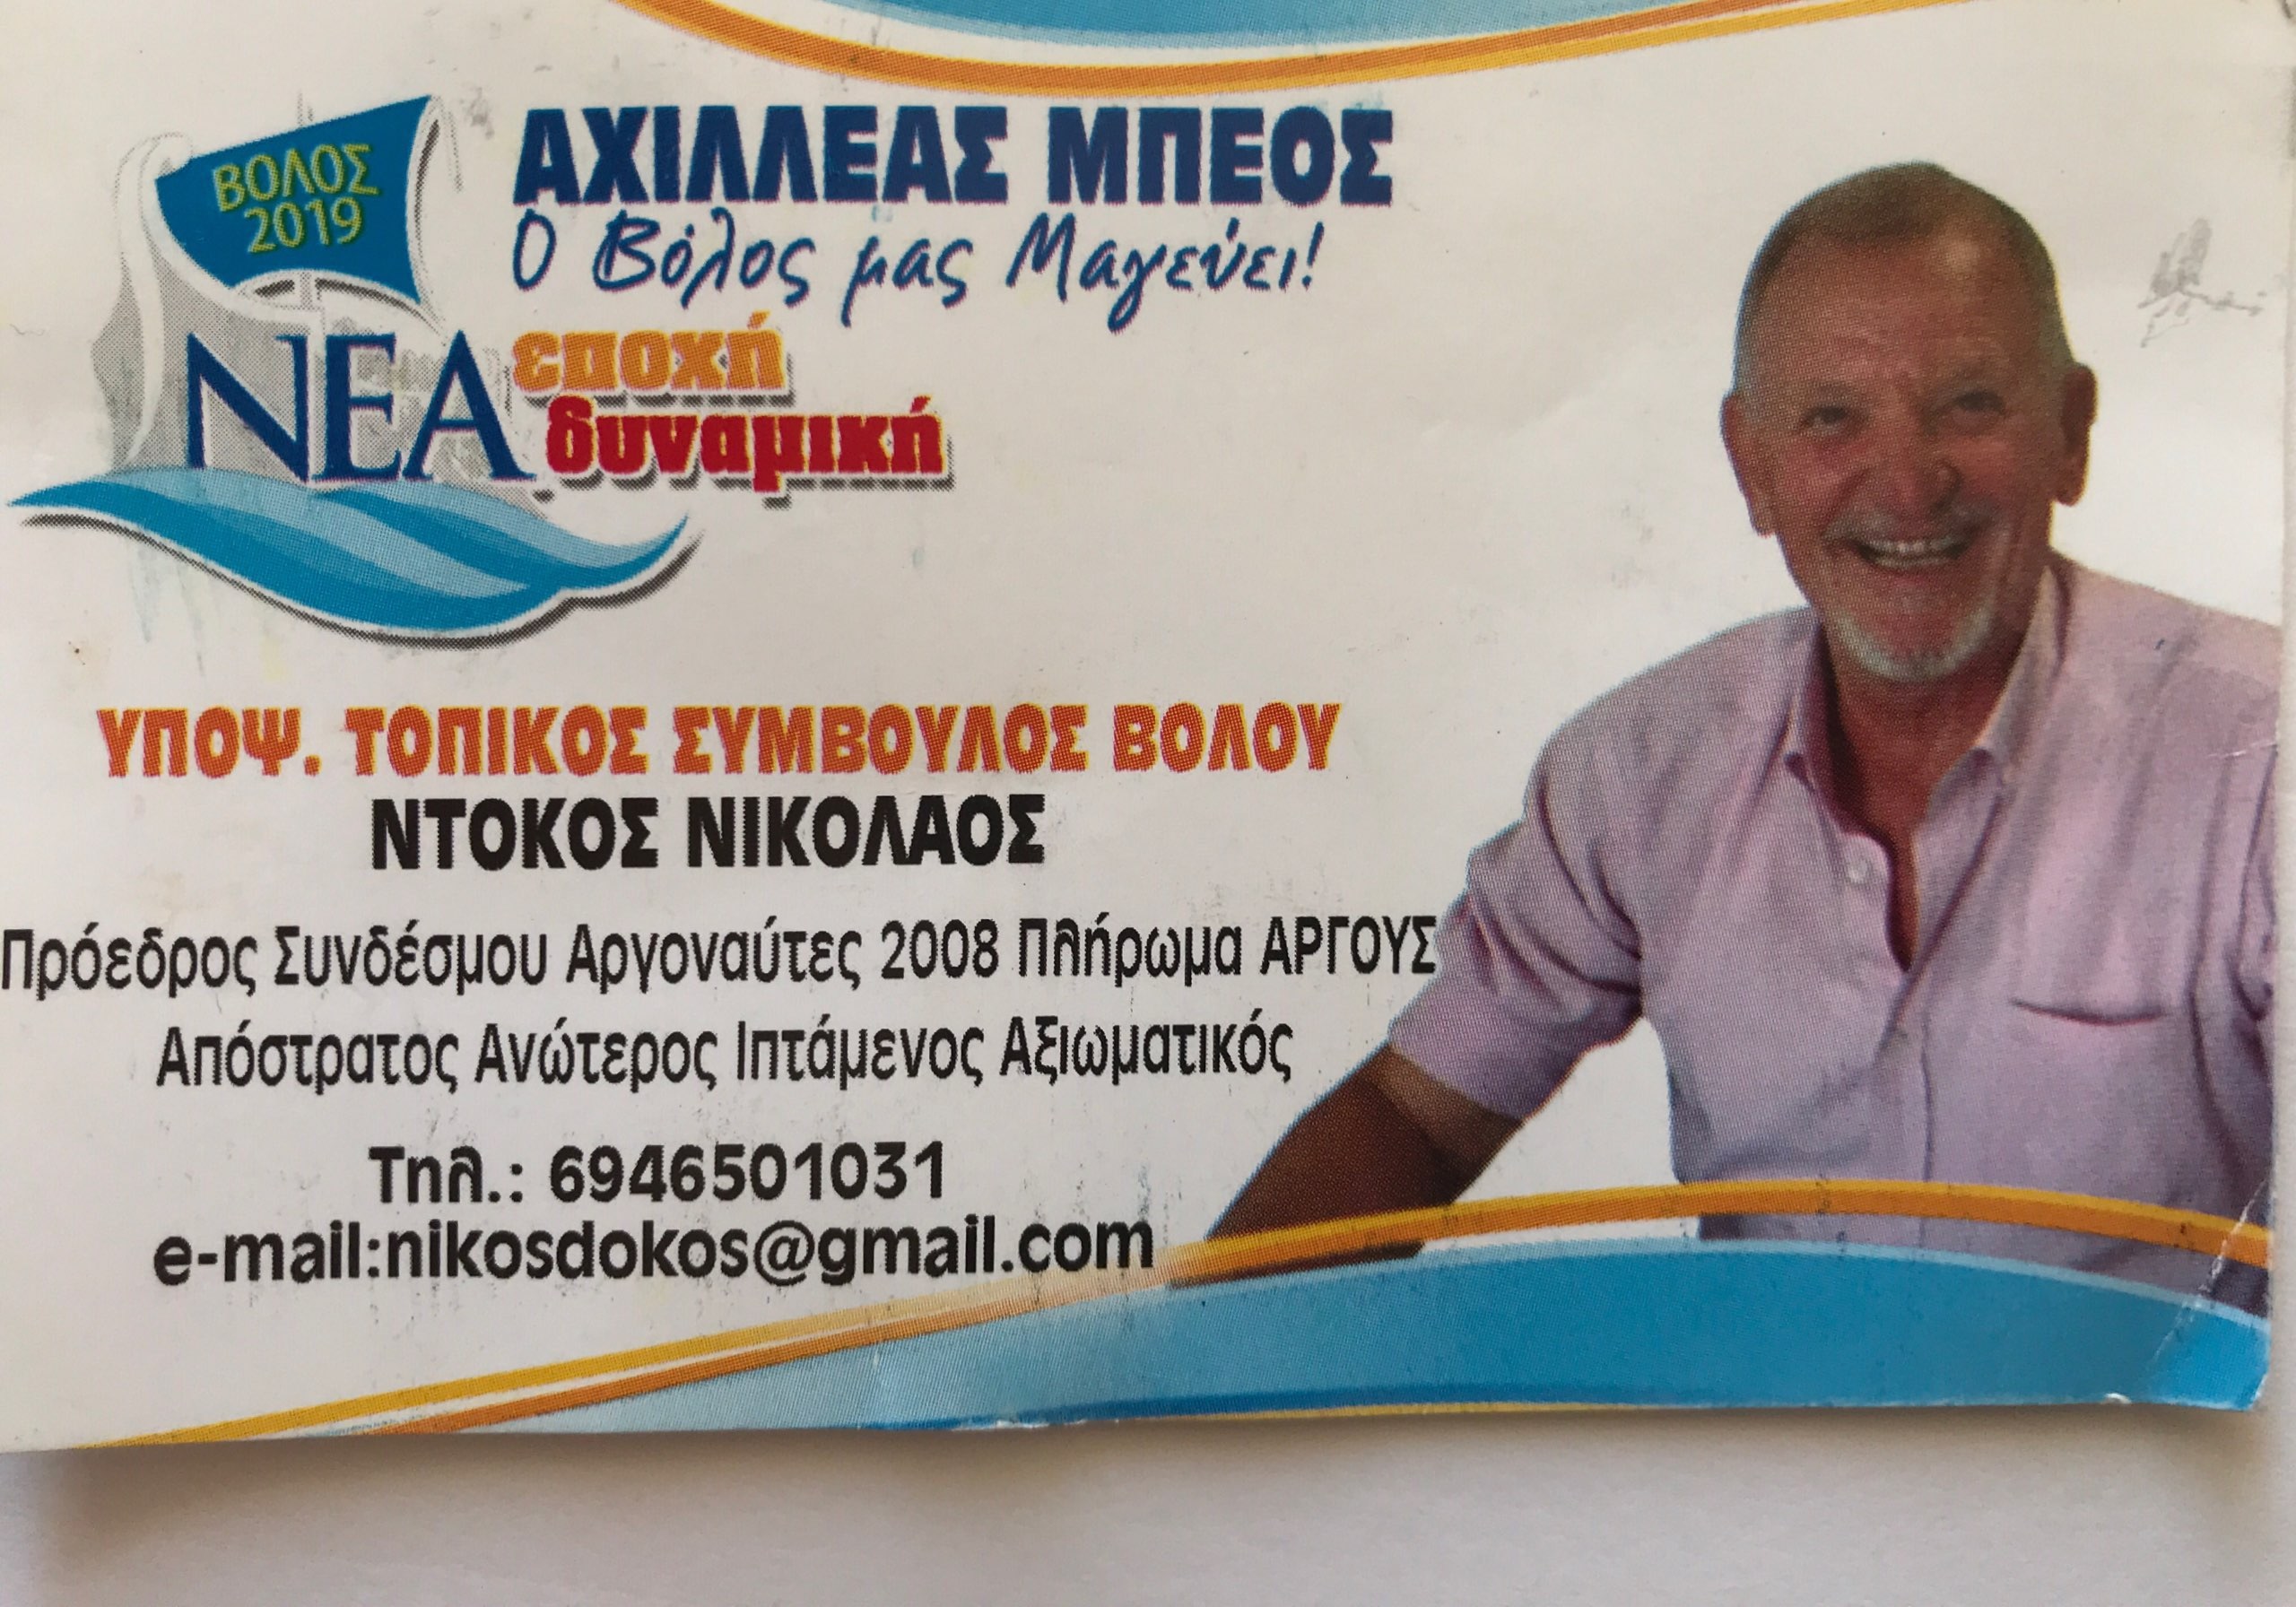 ΒΟΛΟΣ
2019
ΑΧΙΛΛΕΑΣ ΜΠΕΟΣ
Ο Βόλος μας Μαγεύει!
ΝΕΑ εποχή
δυναμική
ΥΠΟΨ. ΤΟΠΙΚΟΣ ΣΥΜΒΟΥΛΟΣ ΒΟΛΟΥ
ΝΤΟΚΟΣ ΝΙΚΟΛΑΟΣ
Πρόεδρος Συνδέσμου Αργοναύτες 2008 Πλήρωμα ΑΡΓΟΥΣ
Απόστρατος Ανώτερος Ιπτάμενος Αξιωματικός
Τηλ.: 6946501031
e-mail:nikosdokos@gmail.com